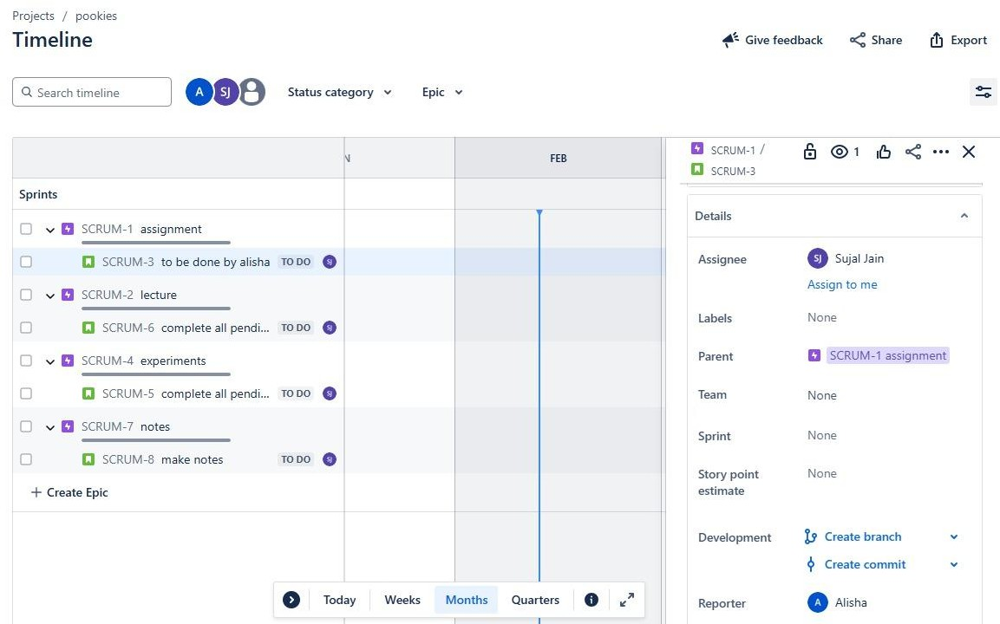 Projects / pookies
Timeline
Give feedback
Share
Export
Search timeline
A
SJ
Status category
Epic
N
FEB
Sprints
SCRUM-1 assignment
SCRUM-3 to be done by alisha TO DO SJ
SCRUM-2 lecture
SCRUM-6 complete all pendi... TO DO SJ
SCRUM-4 experiments
SCRUM-5 complete all pendi... TO DO SJ
SCRUM-7 notes
SCRUM-8 make notes TO DO SJ
+ Create Epic
Today
Weeks
Months
Quarters
SCRUM-1 /
SCRUM-3
1
Details
Assignee
SJ Sujal Jain
Assign to me
Labels
None
Parent
SCRUM-1 assignment
Team
None
Sprint
None
Story point
estimate
None
Development
Create branch
Create commit
Reporter
A Alisha